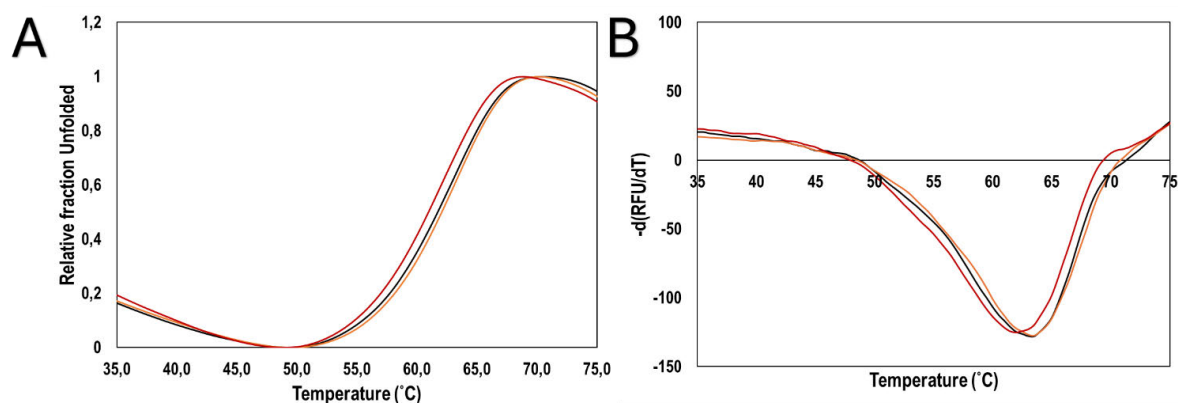 A
Relative fraction Unfolded
1,2
1
0,8
0,6
0,4
0,2
0
35,0 40,0 45,0 50,0 55,0 60,0 65,0 70,0 75,0
Temperature (˚C)
B
-d(RFU/dT)
100
50
0
-50
-100
-150
35 40 45 50 55 60 65 70 75
Temperature (˚C)